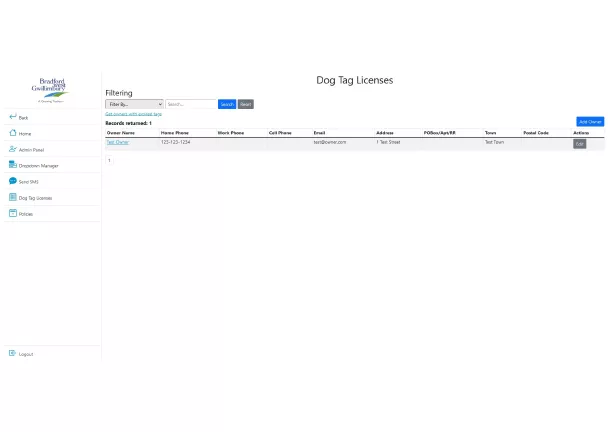 Bradford
West
Gwillimbury
A Growing Tradition
Back
Home
Admin Panel
Dropdown Manager
Send SMS
Dog Tag Licenses
Policies
Logout
Dog Tag Licenses
Filtering
Filter By... Search... Search Reset
Get owners with expired tags
Records returned: 1 Add Owner
Owner Name Home Phone Work Phone Cell Phone Email Address POBox/Apt/RR Town Postal Code Actions
Test Owner 123-123-1234 test@owner.com 1 Test Street Test Town Edit
1